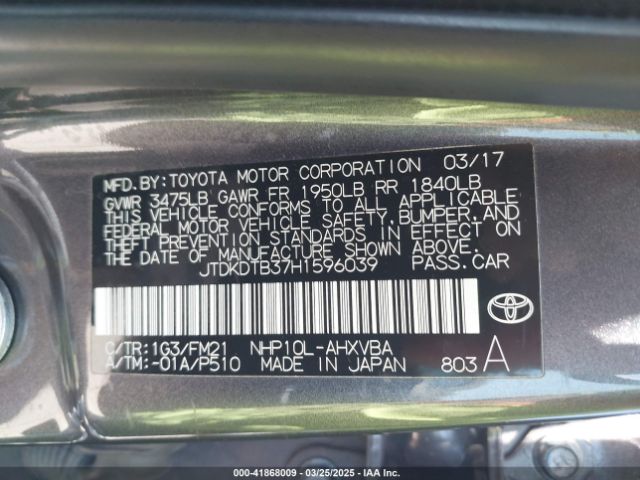 MFD.BY:TOYOTA MOTOR CORPORATION 03/17
GVWR 3475LB GAWR FR 1950LB RR 1840LB
THIS VEHICLE CONFORMS TO ALL APPLICABLE
FEDERAL MOTOR VEHICLE SAFETY,BUMPER,AND
THEFT PREVENTION STANDARDS IN EFFECT ON
THE DATE OF MANUFACTURE SHOWN ABOVE.
JTDKDTB37H1596039 PASS.CAR
C/TR:1G3/FM21 NHP10L-AHXVBA
A/TM:-01A/P510 MADE IN JAPAN 803 A
TOYOTA
000-41868009 — 03/25/2025 — IAA Inc.